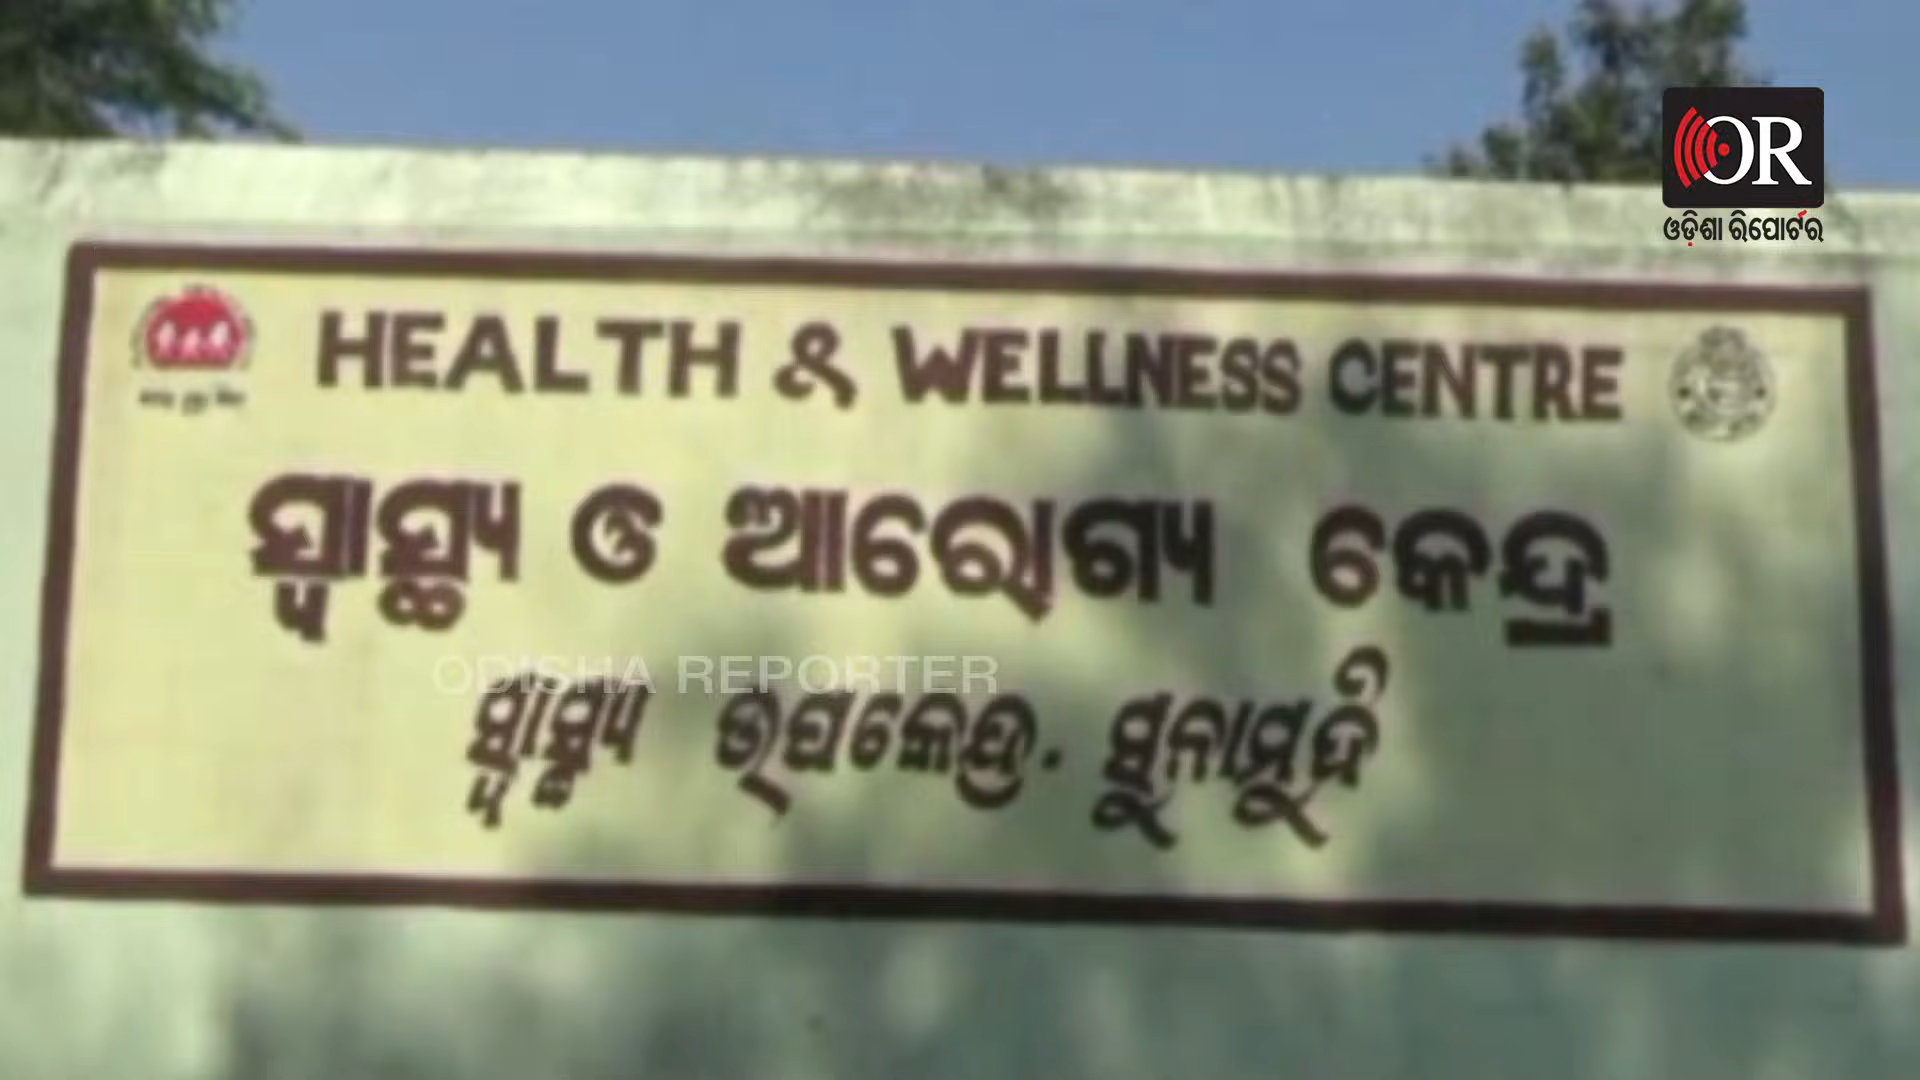 OR
ଓଡ଼ିଶା ରିପୋର୍ଟର
HEALTH & WELLNESS CENTRE
ସ୍ୱାସ୍ଥ୍ୟ ଓ ଆରୋଗ୍ୟ କେନ୍ଦ୍ର
ODISHA REPORTER
ସ୍ୱାସ୍ଥ୍ୟ ଉପକେନ୍ଦ୍ର. ସୁନାମୁହିଁ